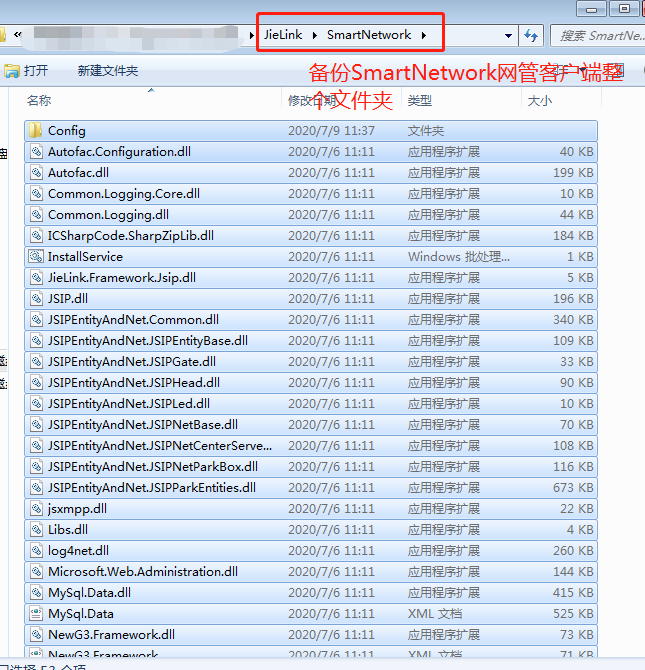 « JieLink SmartNetwork 搜索 SmartNe...
打开 新建文件夹
备份SmartNetwork网管客户端整
个文件夹
名称 修改日期 类型 大小
Config 2020/7/9 11:37 文件夹
Autofac.Configuration.dll 2020/7/6 11:11 应用程序扩展 40 KB
Autofac.dll 2020/7/6 11:11 应用程序扩展 199 KB
Common.Logging.Core.dll 2020/7/6 11:11 应用程序扩展 10 KB
Common.Logging.dll 2020/7/6 11:11 应用程序扩展 44 KB
ICSharpCode.SharpZipLib.dll 2020/7/6 11:11 应用程序扩展 184 KB
InstallService 2020/7/6 11:11 Windows 批处理... 1 KB
JieLink.Framework.Jsip.dll 2020/7/6 11:11 应用程序扩展 5 KB
JSIP.dll 2020/7/6 11:11 应用程序扩展 196 KB
JSIPEntityAndNet.Common.dll 2020/7/6 11:11 应用程序扩展 340 KB
JSIPEntityAndNet.JSIPEntityBase.dll 2020/7/6 11:11 应用程序扩展 109 KB
JSIPEntityAndNet.JSIPGate.dll 2020/7/6 11:11 应用程序扩展 33 KB
JSIPEntityAndNet.JSIPHead.dll 2020/7/6 11:11 应用程序扩展 90 KB
JSIPEntityAndNet.JSIPLed.dll 2020/7/6 11:11 应用程序扩展 10 KB
JSIPEntityAndNet.JSIPNetBase.dll 2020/7/6 11:11 应用程序扩展 70 KB
JSIPEntityAndNet.JSIPNetCenterServe... 2020/7/6 11:11 应用程序扩展 108 KB
JSIPEntityAndNet.JSIPNetParkBox.dll 2020/7/6 11:11 应用程序扩展 116 KB
JSIPEntityAndNet.JSIPParkEntities.dll 2020/7/6 11:11 应用程序扩展 673 KB
jsxmpp.dll 2020/7/6 11:11 应用程序扩展 22 KB
Libs.dll 2020/7/6 11:11 应用程序扩展 4 KB
log4net.dll 2020/7/6 11:11 应用程序扩展 260 KB
Microsoft.Web.Administration.dll 2020/7/6 11:11 应用程序扩展 144 KB
MySql.Data.dll 2020/7/6 11:11 应用程序扩展 415 KB
MySql.Data 2020/7/6 11:11 XML 文档 525 KB
NewG3.Framework.dll 2020/7/6 11:11 应用程序扩展 73 KB
NewG3.Framework 2020/7/6 11:11 XML 文档 71 KB
已选择 53 个项